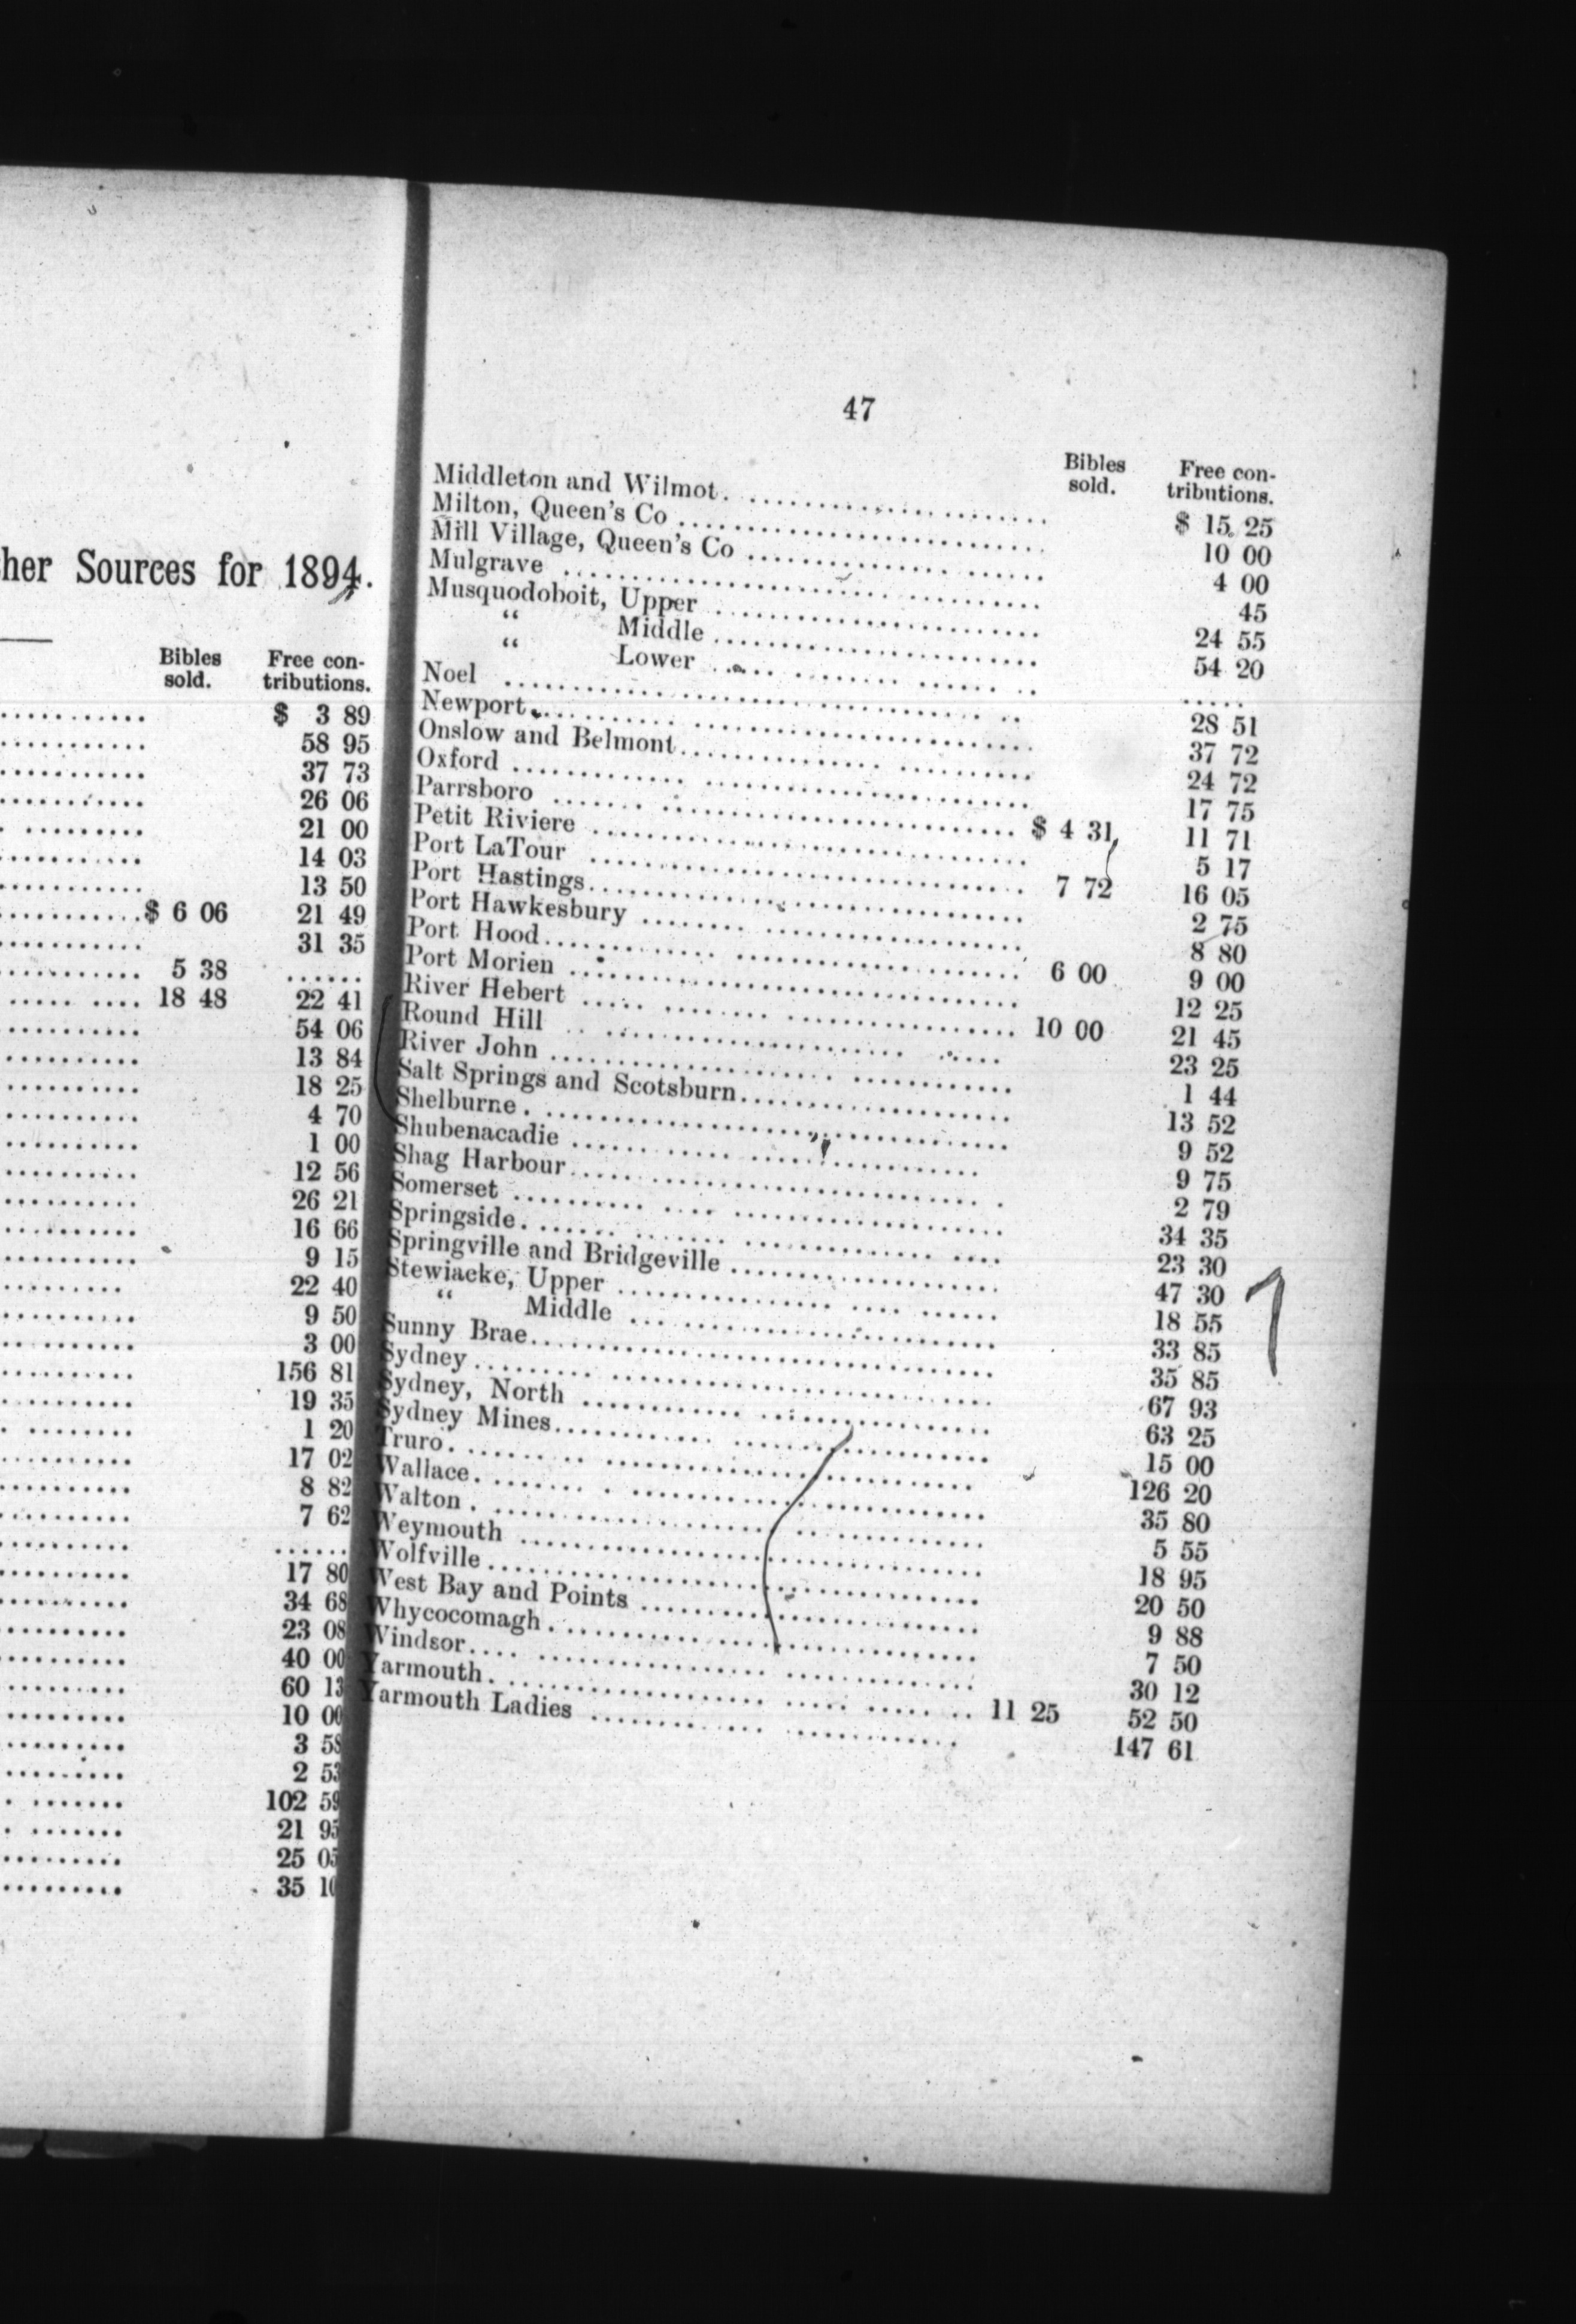 her Sources for 1894.
Bibles sold. Free con-
tributions.
........... $ 3 89
........... 58 95
........... 37 73
........... 26 06
. ......... 21 00
........... 14 03
........... 13 50
........... $ 6 06 21 49
........... 31 35
........... 5 38 ......
..... .... 18 48 22 41
.......... 54 06
.......... 13 84
.......... 18 25
.......... 4 70
.......... 1 00
.......... 12 56
.......... 26 21
.......... 16 66
.......... 9 15
.......... 22 40
.......... 9 50
.......... 3 00
.......... 156 81
.......... 19 35
. ........ 1 20
.......... 17 02
.......... 8 82
.......... 7 62
.......... ......
.......... 17 80
.......... 34 68
.......... 23 08
.......... 40 00
.......... 60 13
.......... 10 00
.......... 3 58
.......... 2 53
. ....... 102 59
. ....... 21 95
......... 25 05
......... 35 10
47
Bibles sold. Free con-
tributions.
Middleton and Wilmot. ...................... $ 15 25
Milton, Queen's Co ........................... 10 00
Mill Village, Queen's Co ............... ...... 4 00
Mulgrave .................................... 45
Musquodoboit, Upper ........................ 24 55
“ Middle ........................ 54 20
“ Lower ..... ........ ...... .. .....
Noel .................................... .. 28 51
Newport.................................... 37 72
Onslow and Belmont............... .......... 24 72
Oxford ............. ........................ 17 75
Parrsboro ....... ........................... $ 4 31 11 71
Petit Riviere ................................. 5 17
Port LaTour ................................. 7 72 16 05
Port Hastings................................. 2 75
Port Hawkesbury ........ .................... 8 80
Port Hood............... .................... 6 00 9 00
Port Morien .................................. 12 25
River Hebert ..... ........ .................. 10 00 21 45
Round Hill .. ...................... ..... 23 25
River John ..................... ............ 1 44
Salt Springs and Scotsburn..................... 13 52
Shelburne. ................................... 9 52
Shubenacadie ............ .................. 9 75
Shag Harbour...... ........................ . 2 79
Somerset .......... .... .................... 34 35
Springside. ...... ....... .............. .... 23 30
Springville and Bridgeville ..................... 47 30
Stewiacke, Upper ................ .... ...... 18 55
“ Middle ... ........................ 33 85
Sunny Brae................................... 35 85
Sydney......... ............................. 67 93
Sydney, North ............ .................. 63 25
Sydney Mines............ ................... 15 00
Truro. ....... .. ........................... 126 20
Wallace. ........ . .......................... 35 80
Walton . ...................... .............. 5 55
Weymouth ................................... 18 95
Wolfville..................................... 20 50
West Bay and Points ......................... 9 88
Whycocomagh............ .................... 7 50
Windsor.... ................. .............. 30 12
Yarmouth. .................... ..... ...... .. 11 25 52 50
Yarmouth Ladies ............. ............ 147 61